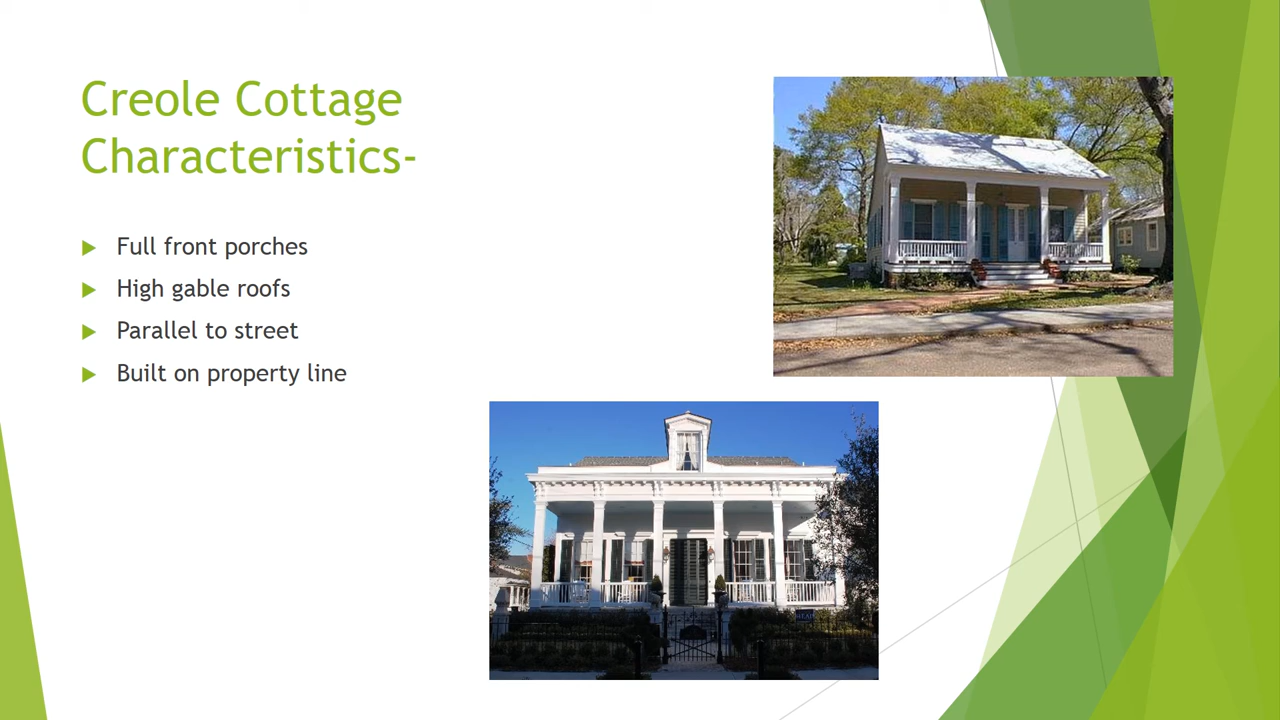 Creole Cottage
Characteristics-
Full front porches
High gable roofs
Parallel to street
Built on property line